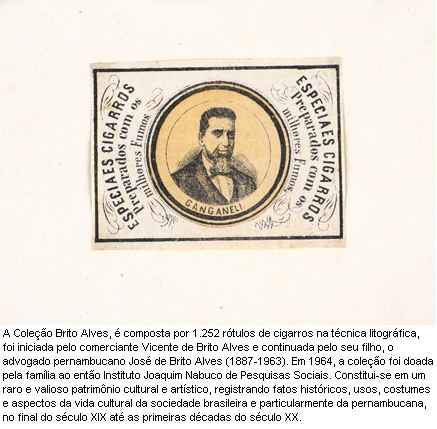 ESPECIAES CIGARROS
Preparados com os
milhores Fumos
GANGANELI.
ESPECIAES CIGARROS
Preparados com os
milhores Fumos,
A Coleção Brito Alves, é composta por 1.252 rótulos de cigarros na técnica litográfica,
foi iniciada pelo comerciante Vicente de Brito Alves e continuada pelo seu filho, o
advogado pernambucano José de Brito Alves (1887-1963). Em 1964, a coleção foi doada
pela família ao então Instituto Joaquim Nabuco de Pesquisas Sociais. Constitui-se em um
raro e valioso patrimônio cultural e artístico, registrando fatos históricos, usos, costumes
e aspectos da vida cultural da sociedade brasileira e particularmente da pernambucana,
no final do século XIX até as primeiras décadas do século XX.